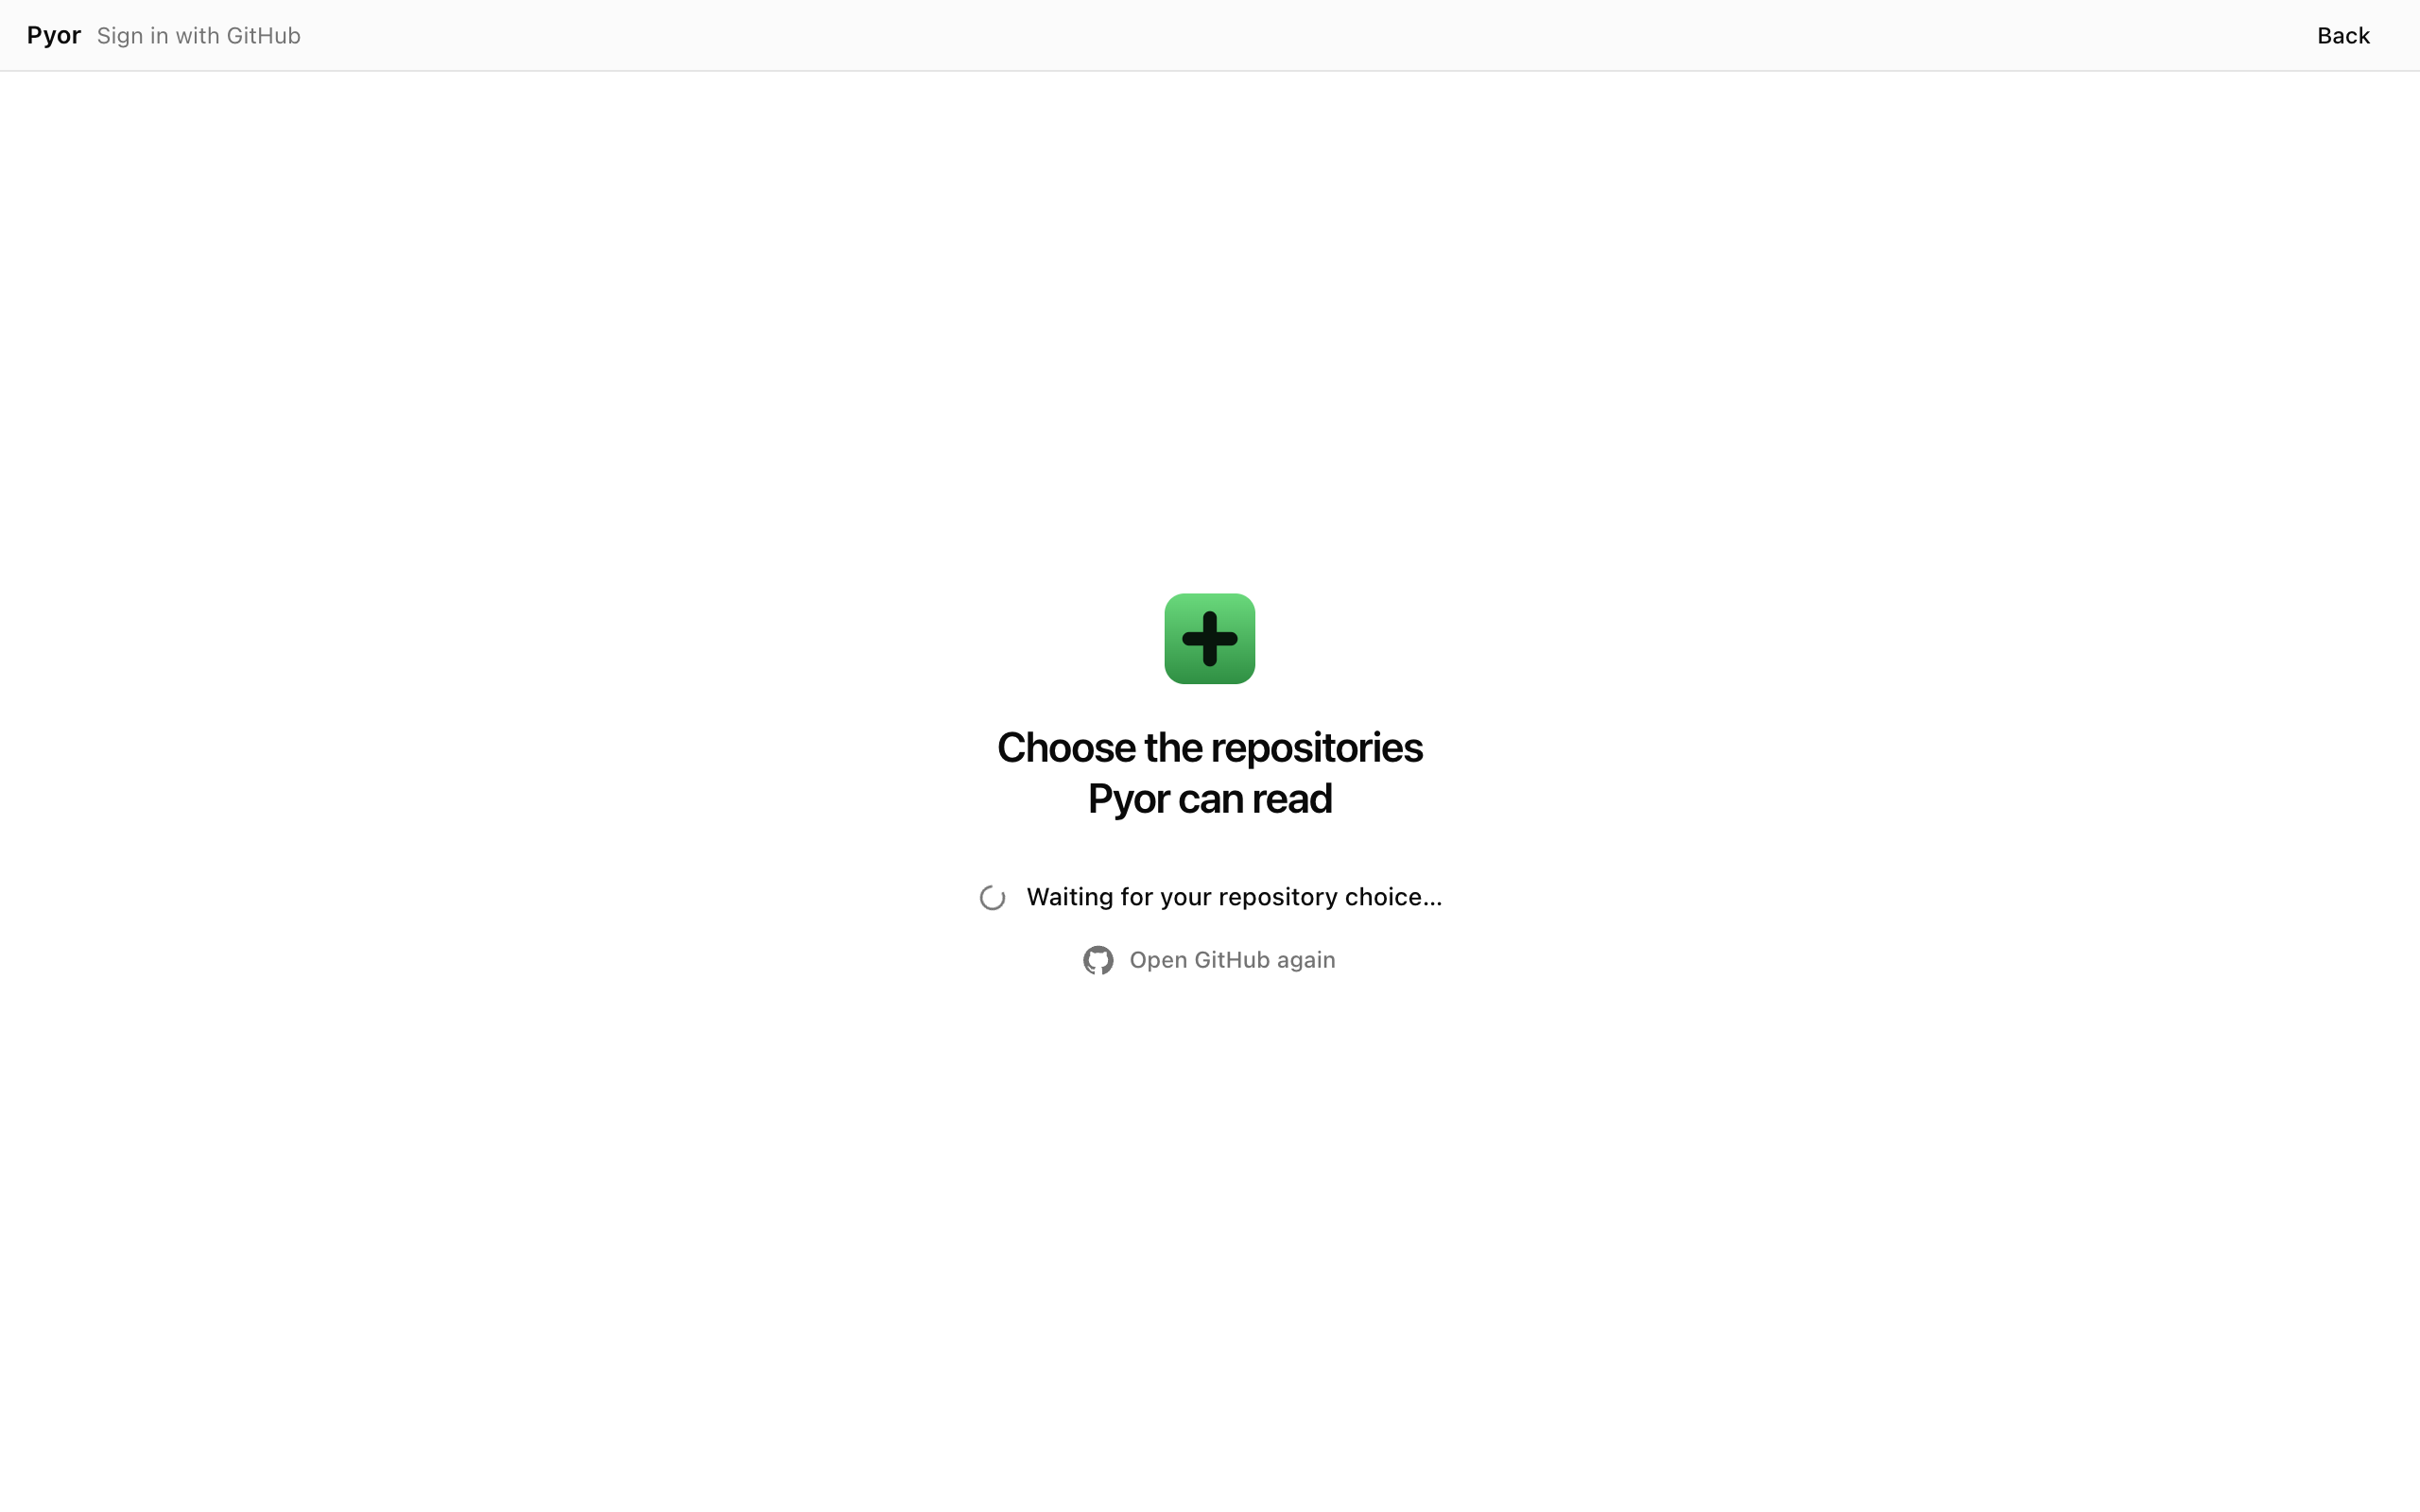 Pyor Sign in with GitHub Back
Choose the repositories
Pyor can read
Waiting for your repository choice...
Open GitHub again